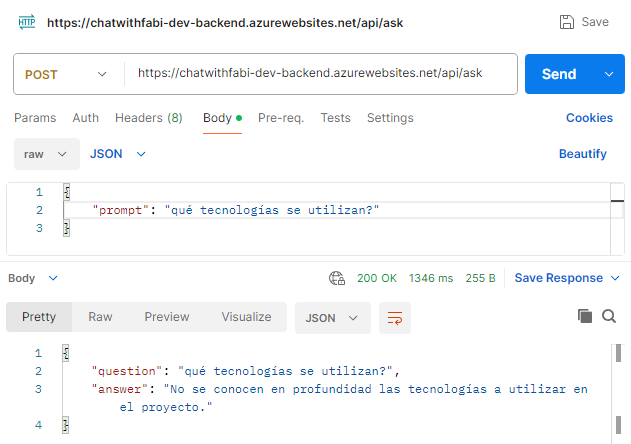 HTTP https://chatwithfabi-dev-backend.azurewebsites.net/api/ask Save
POST https://chatwithfabi-dev-backend.azurewebsites.net/api/ask Send
Params Auth Headers (8) Body Pre-req. Tests Settings Cookies
raw JSON Beautify
1 {
2 "prompt": "qué tecnologías se utilizan?"
3 }
Body 200 OK 1346 ms 255 B Save Response
Pretty Raw Preview Visualize JSON
1 {
2 "question": "qué tecnologías se utilizan?",
3 "answer": "No se conocen en profundidad las tecnologías a utilizar en
el proyecto."
4 }